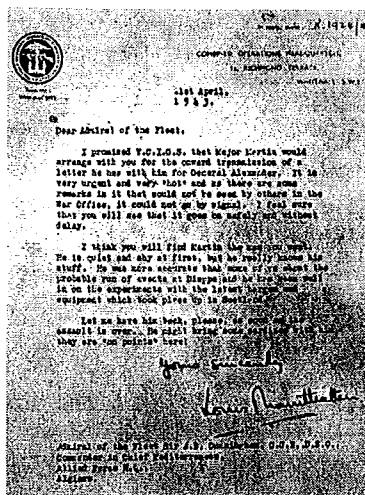 COMBINED OPERATIONS HEADQUARTERS
1A RICHMOND TERRACE
WHITEHALL S.W.1
21st April,
1943.
Dear Admiral of the Fleet,
I promised V.C.I.G.S. that Major Martin would
arrange with you for the onward transmission of a
letter he has with him for General Alexander. It is
very urgent and very "hot" and as there are some
remarks in it that could not be seen by others in the
War Office, it could not go by signal. I feel sure
that you will see that it goes on safely and without
delay.
I think you will find Martin the man you want.
He is quiet and shy at first, but he really knows his
stuff. He was more accurate than some of us about the
probable run of events at Dieppe and he has been well
in on the experiments with the latest
equipment which took place up in Scotland.
Let me have him back, please, as soon as the
assault is over. He might bring some sardines with him
they are "on points" here!
Yours sincerely
Louis Mountbatten
Admiral of the Fleet Sir A.B. Cunningham, G.C.B., D.S.O.,
Commander in Chief Mediterranean,
Allied Force H.Q.,
Algiers.